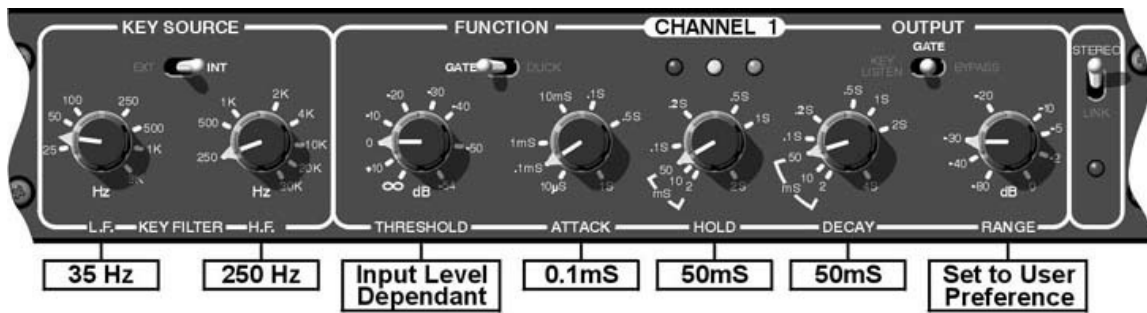 KEY SOURCE
FUNCTION
CHANNEL 1
OUTPUT
EXT
INT
GATE
DUCK
GATE
KEY LISTEN
BYPASS
STEREO
LINK
25
50
100
250
500
1K
Hz
250
500
1K
2K
4K
10K
20K
30K
Hz
∞
+10
0
-20
-30
-40
-50
-54
dB
10µS
.1mS
1mS
10mS
.1S
.5S
1S
2
10
50
mS
.1S
.2S
.5S
1S
2S
2
10
50
mS
.1S
.2S
.5S
1S
2S
4S
-80
-40
-30
-20
-10
-5
-2
0
dB
L.F.
KEY FILTER
H.F.
THRESHOLD
ATTACK
HOLD
DECAY
RANGE
35 Hz
250 Hz
Input Level
Dependant
0.1mS
50mS
50mS
Set to User
Preference